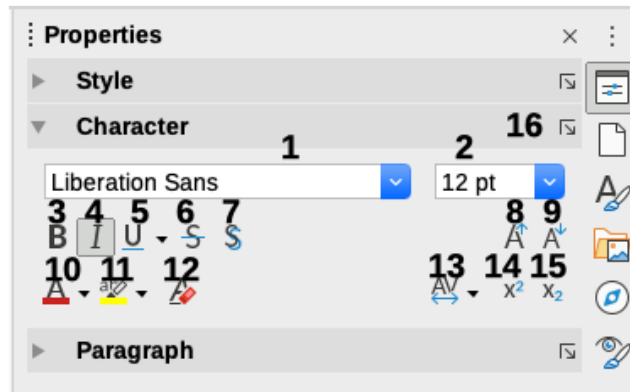 Properties
Style
Character 16
1 2
Liberation Sans 12 pt
3 4 5 6 7 8 9
B I U S S A A
10 11 12 13 14 15
A ab A AV x² x₂
Paragraph